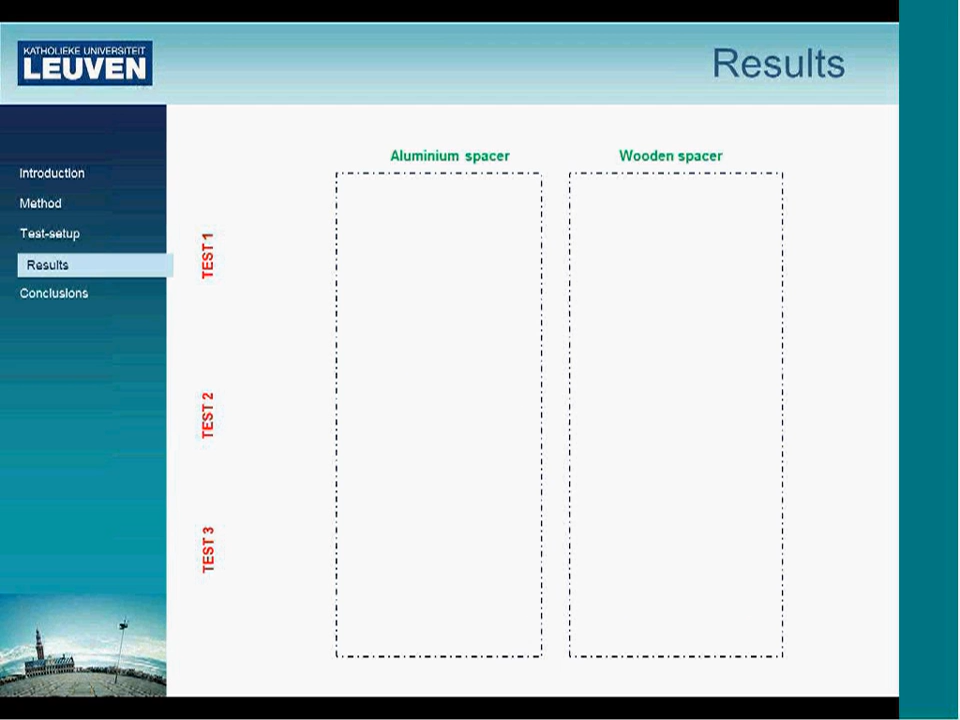 KATHOLIEKE UNIVERSITEIT
LEUVEN
Results
Introduction
Method
Test-setup
Results
Conclusions
Aluminium spacer
Wooden spacer
TEST 1
TEST 2
TEST 3